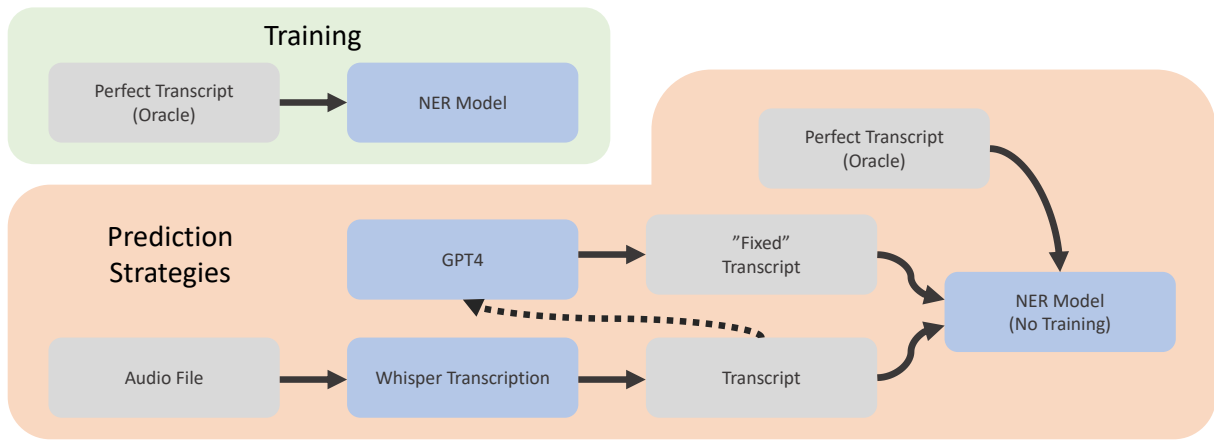 Training
Perfect Transcript
(Oracle)
NER Model
Perfect Transcript
(Oracle)
Prediction
Strategies
GPT4
”Fixed”
Transcript
NER Model
(No Training)
Audio File
Whisper Transcription
Transcript